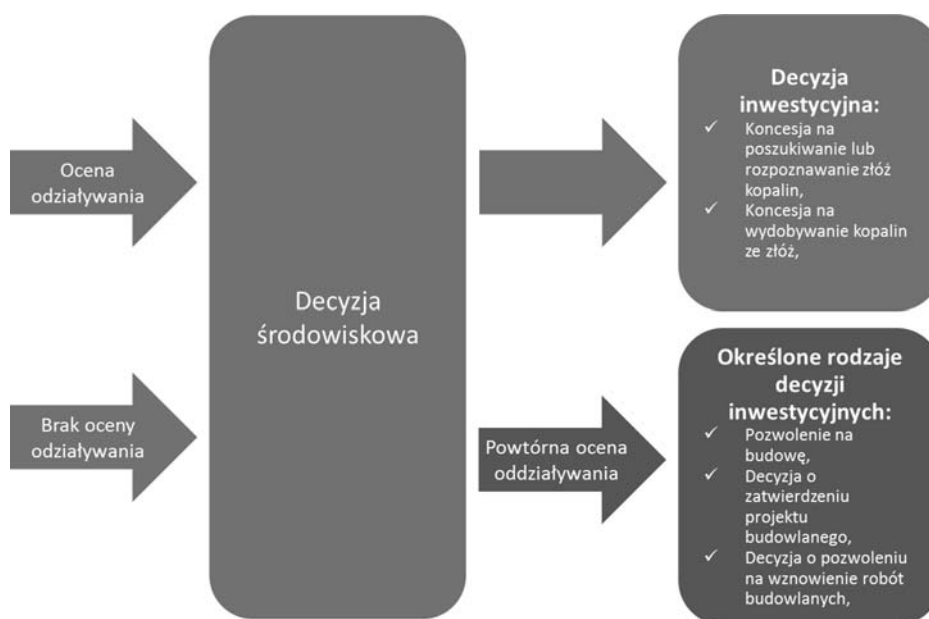 Ocena
odziaływania
Brak oceny
odziaływania
Decyzja
środowiskowa
Powtórna ocena
oddziaływania
Decyzja
inwestycyjna:
✓ Koncesja na
poszukiwanie lub
rozpoznawanie złóż
kopalin,
✓ Koncesja na
wydobywanie kopalin
ze złóż,
Określone rodzaje
decyzji
inwestycyjnych:
✓ Pozwolenie na
budowę,
✓ Decyzja o
zatwierdzeniu
projektu
budowlanego,
✓ Decyzja o pozwoleniu
na wznowienie robót
budowlanych,